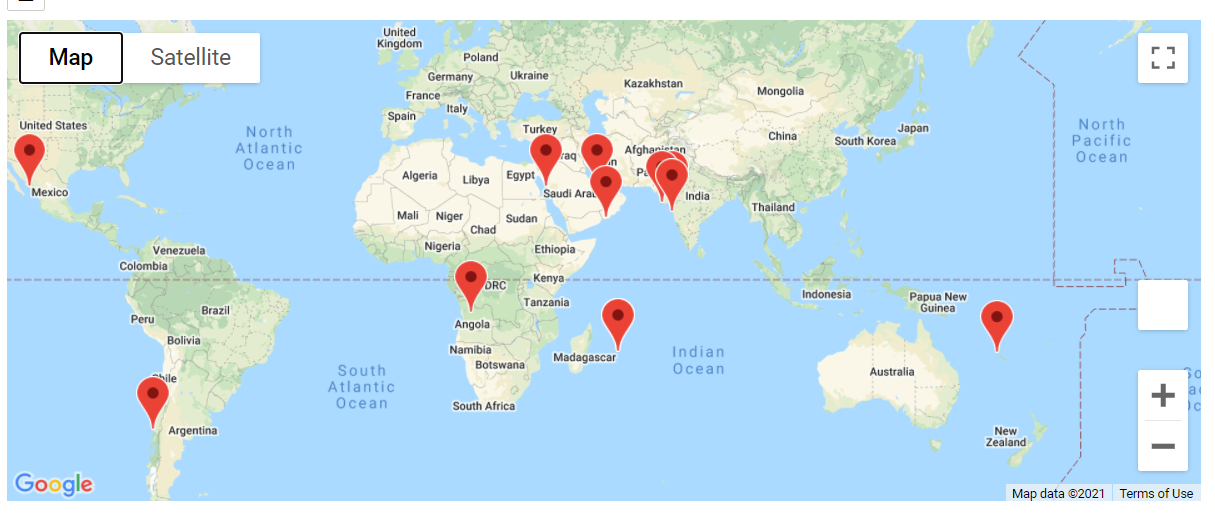 Map
Satellite
United
Kingdom
Poland
Germany
Ukraine
France
Kazakhstan
Mongolia
Italy
Spain
United States
North
Atlantic
Ocean
Turkey
Japan
North
Pacific
Ocean
China
South Korea
Afghanistan
Algeria
Libya
Egypt
Saudi
India
Mexico
Thailand
Mali
Niger
Sudan
Chad
Nigeria
Ethiopia
Venezuela
Colombia
Kenya
DRC
Indonesia
Papua New
Guinea
Tanzania
Brazil
Peru
Angola
Bolivia
Namibia
Botswana
Madagascar
Indian
Ocean
Australia
South
Atlantic
Ocean
Chile
South Africa
Argentina
New
Zealand
Google
Map data ©2021
Terms of Use